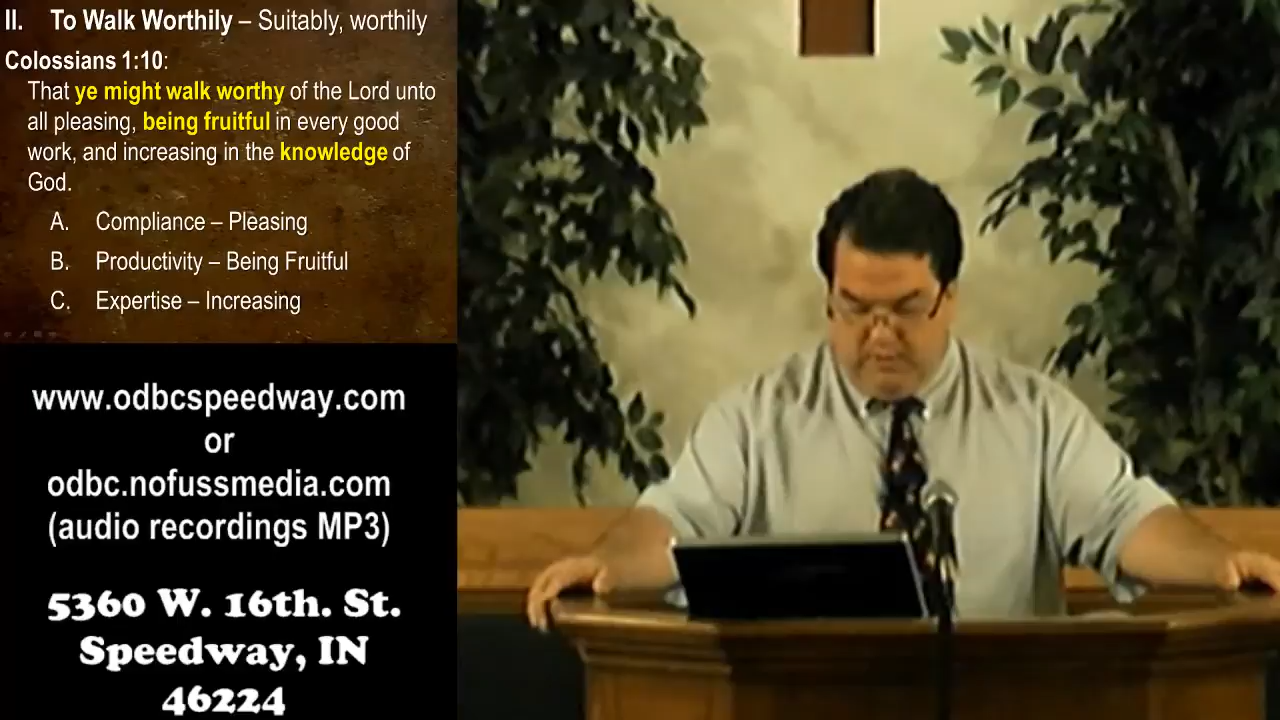 II. To Walk Worthily – Suitably, worthily
Colossians 1:10:
That ye might walk worthy of the Lord unto
all pleasing, being fruitful in every good
work, and increasing in the knowledge of
God.
A. Compliance – Pleasing
B. Productivity – Being Fruitful
C. Expertise – Increasing
www.odbcspeedway.com
or
odbc.nofussmedia.com
(audio recordings MP3)
5360 W. 16th. St.
Speedway, IN
46224